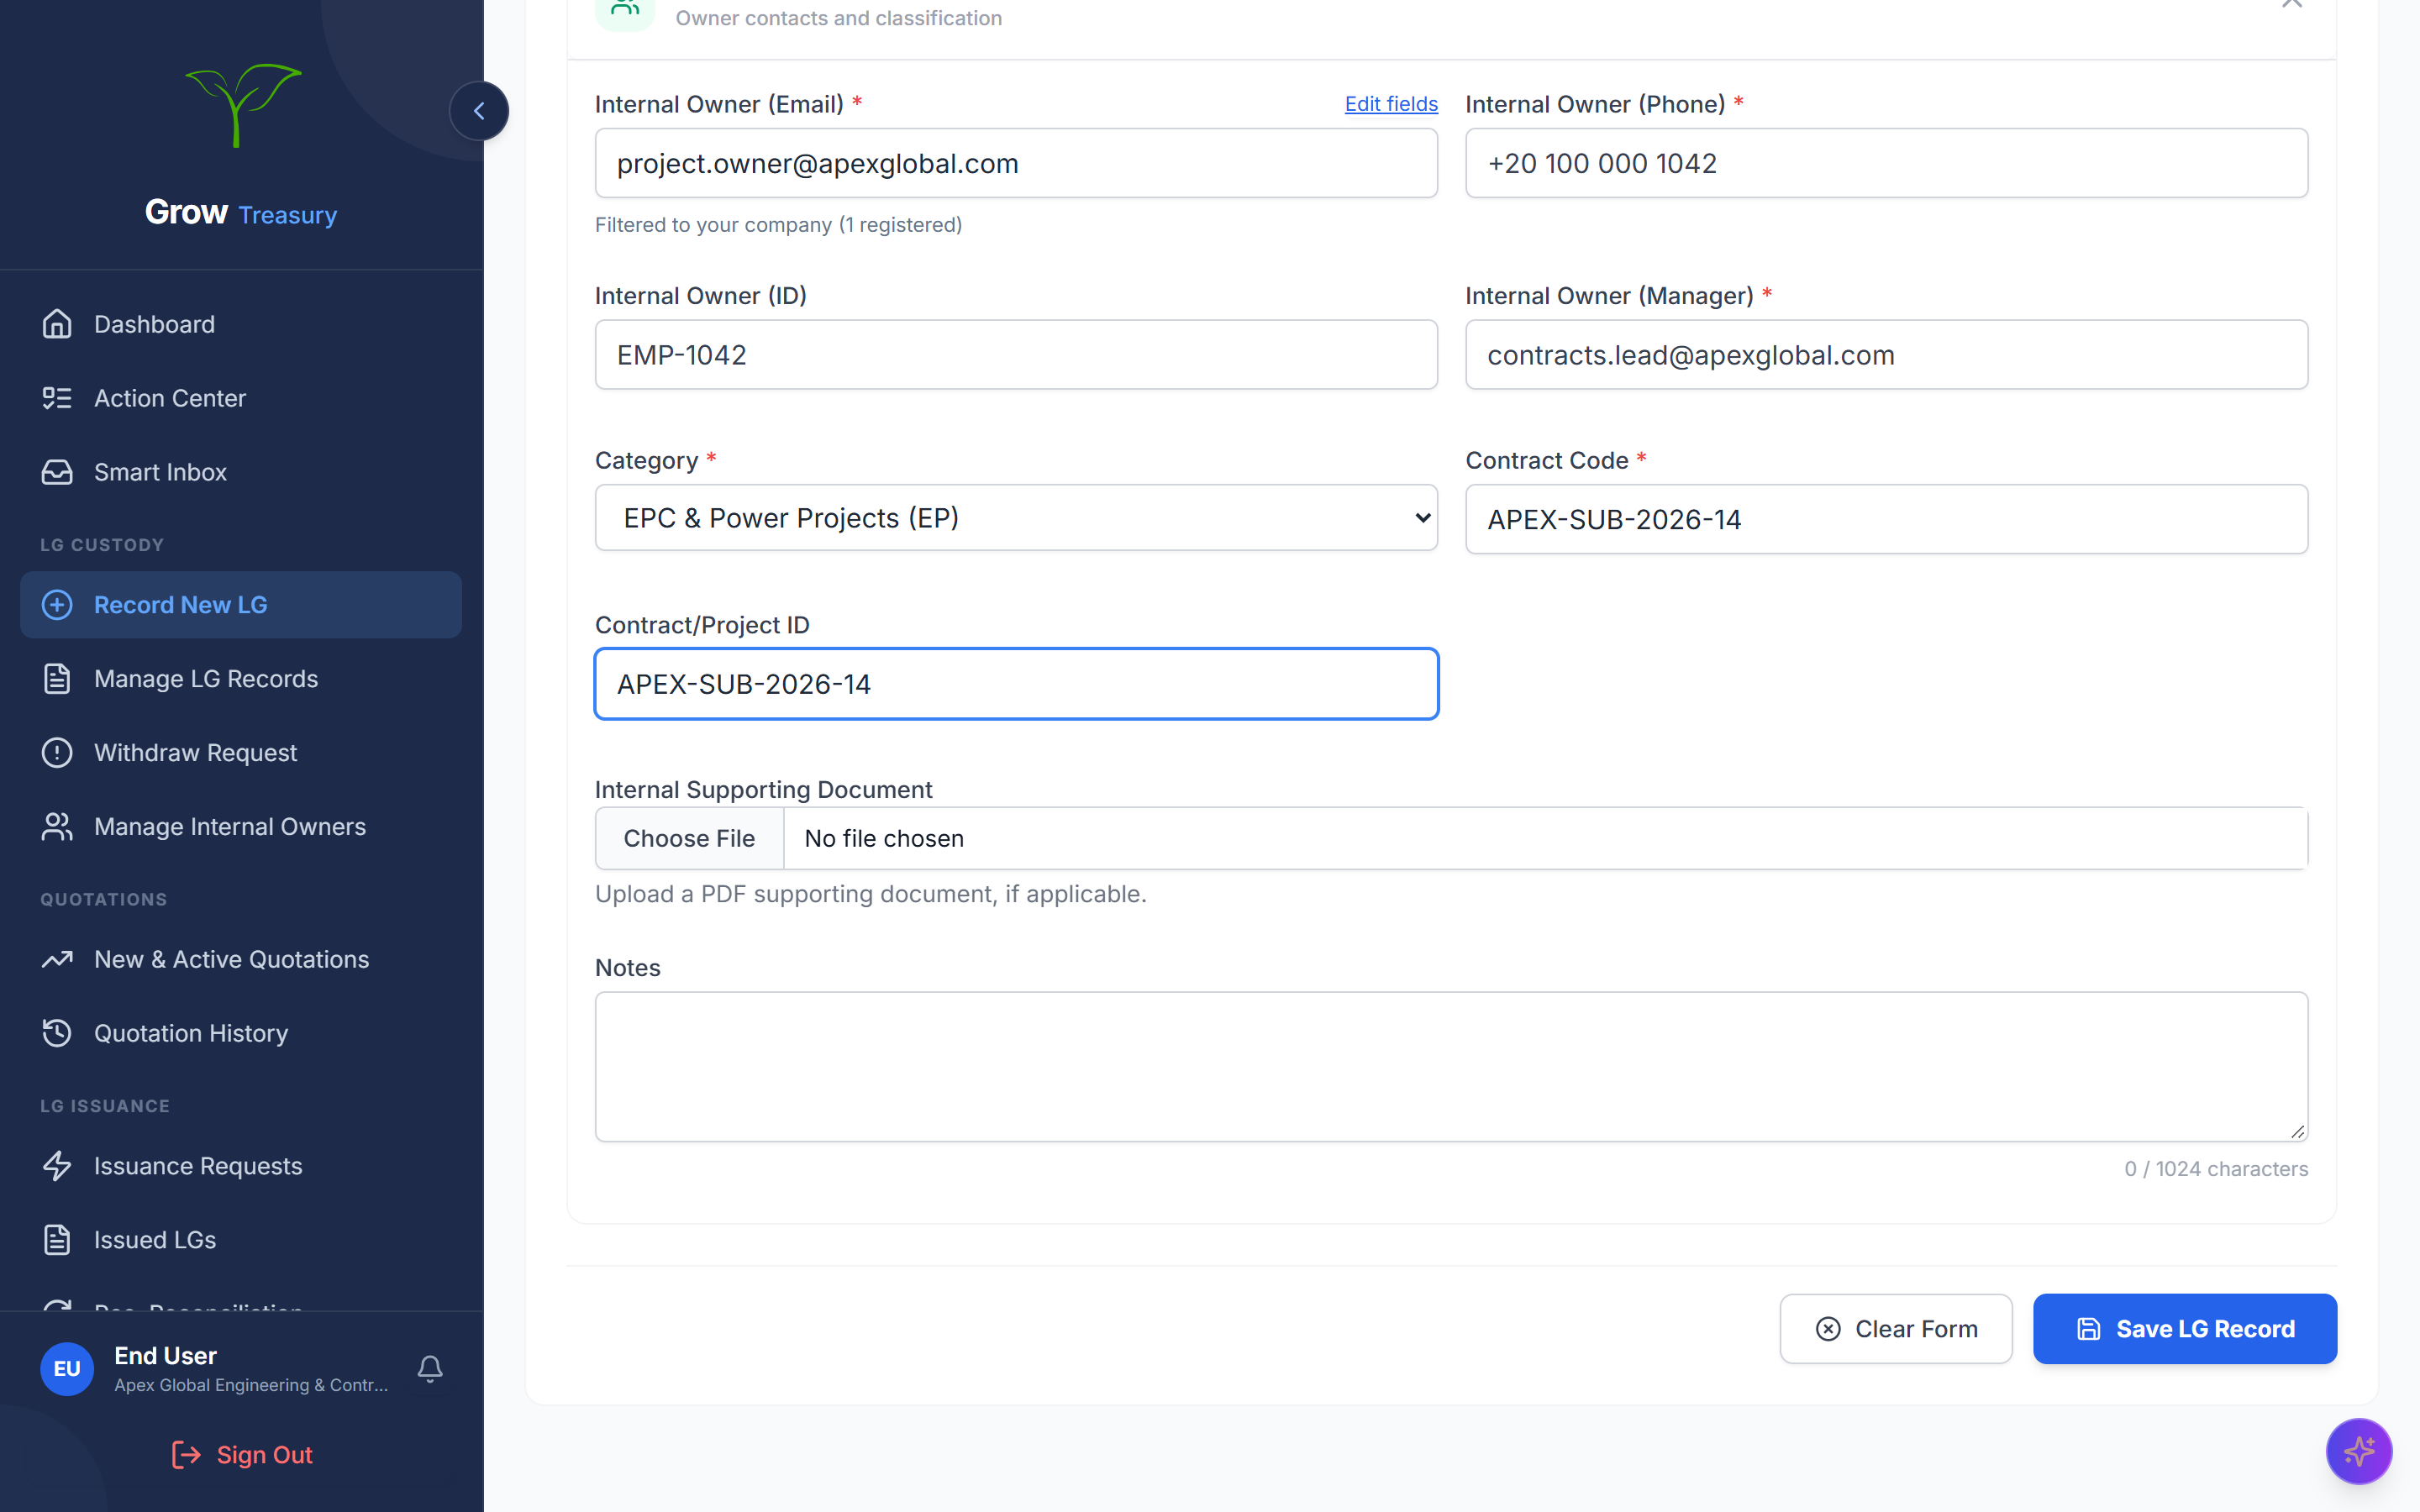 Grow Treasury
Dashboard
Action Center
Smart Inbox
LG CUSTODY
Record New LG
Manage LG Records
Withdraw Request
Manage Internal Owners
QUOTATIONS
New & Active Quotations
Quotation History
LG ISSUANCE
Issuance Requests
Issued LGs
EU
End User
Apex Global Engineering & Contr...
Sign Out
Owner contacts and classification
Internal Owner (Email) *
Edit fields
project.owner@apexglobal.com
Filtered to your company (1 registered)
Internal Owner (Phone) *
+20 100 000 1042
Internal Owner (ID)
EMP-1042
Internal Owner (Manager) *
contracts.lead@apexglobal.com
Category *
EPC & Power Projects (EP)
Contract Code *
APEX-SUB-2026-14
Contract/Project ID
APEX-SUB-2026-14
Internal Supporting Document
Choose File No file chosen
Upload a PDF supporting document, if applicable.
Notes
0 / 1024 characters
Clear Form
Save LG Record